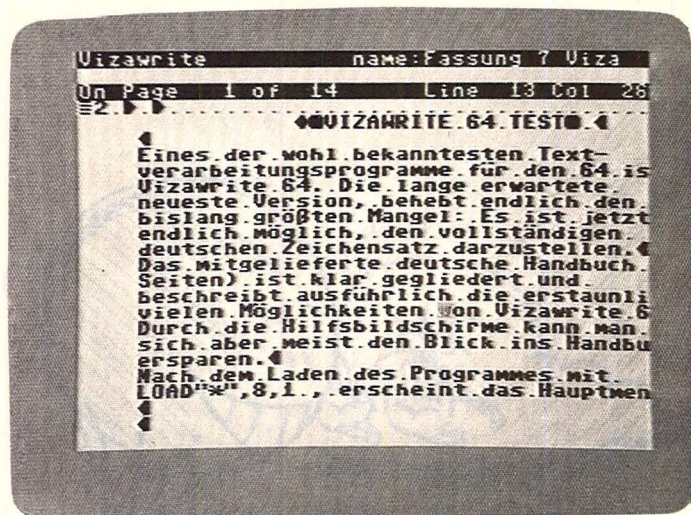 Vizawrite name:Fassung 7 Viza
On Page 1 of 14 Line 13 Col 26
2
VIZAWRITE.64.TEST.
Eines.der.wohl.bekanntesten.Text-
verarbeitungsprogramme.für.den.64.is
Vizawrite.64..Die.lange.erwartete.
neueste.Version,.behebt.endlich.den.
bislang.größten.Mangel:.Es.ist.jetzt
endlich.möglich,.den.vollständigen.
deutschen.Zeichensatz.darzustellen.
Das.mitgelieferte.deutsche.Handbuch.
Seiten).ist.klar.gegliedert.und.
beschreibt.ausführlich.die.erstaunli
vielen.Möglichkeiten.von.Vizawrite.6
Durch.die.Hilfsbildschirme.kann.man.
sich.aber.meist.den.Blick.ins.Handbu
ersparen.
Nach.dem.Laden.des.Programmes.mit.
LOAD"*",8,1.,.erscheint.das.Hauptmen